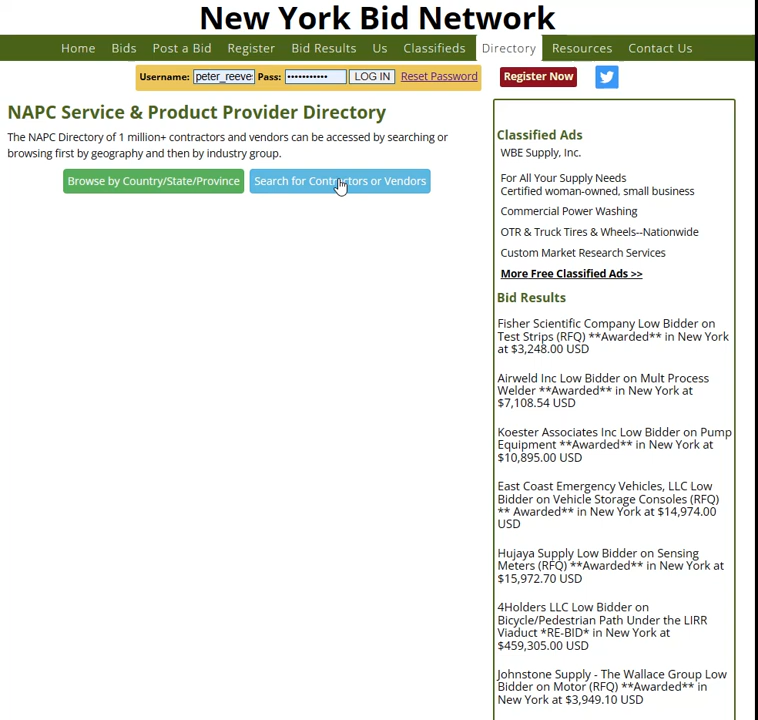 New York Bid Network
Home Bids Post a Bid Register Bid Results Us Classifieds Directory Resources Contact Us
Username: peter_reeve Pass: ••••••••••• LOG IN Reset Password Register Now
NAPC Service & Product Provider Directory
The NAPC Directory of 1 million+ contractors and vendors can be accessed by searching or
browsing first by geography and then by industry group.
Browse by Country/State/Province Search for Contractors or Vendors
Classified Ads
WBE Supply, Inc.
For All Your Supply Needs
Certified woman-owned, small business
Commercial Power Washing
OTR & Truck Tires & Wheels--Nationwide
Custom Market Research Services
More Free Classified Ads >>
Bid Results
Fisher Scientific Company Low Bidder on
Test Strips (RFQ) **Awarded** in New York
at $3,248.00 USD
Airweld Inc Low Bidder on Mult Process
Welder **Awarded** in New York at
$7,108.54 USD
Koester Associates Inc Low Bidder on Pump
Equipment **Awarded** in New York at
$10,895.00 USD
East Coast Emergency Vehicles, LLC Low
Bidder on Vehicle Storage Consoles (RFQ)
** Awarded** in New York at $14,974.00
USD
Hujaya Supply Low Bidder on Sensing
Meters (RFQ) **Awarded** in New York at
$15,972.70 USD
4Holders LLC Low Bidder on
Bicycle/Pedestrian Path Under the LIRR
Viaduct *RE-BID* in New York at
$459,305.00 USD
Johnstone Supply - The Wallace Group Low
Bidder on Motor (RFQ) **Awarded** in
New York at $3,949.10 USD